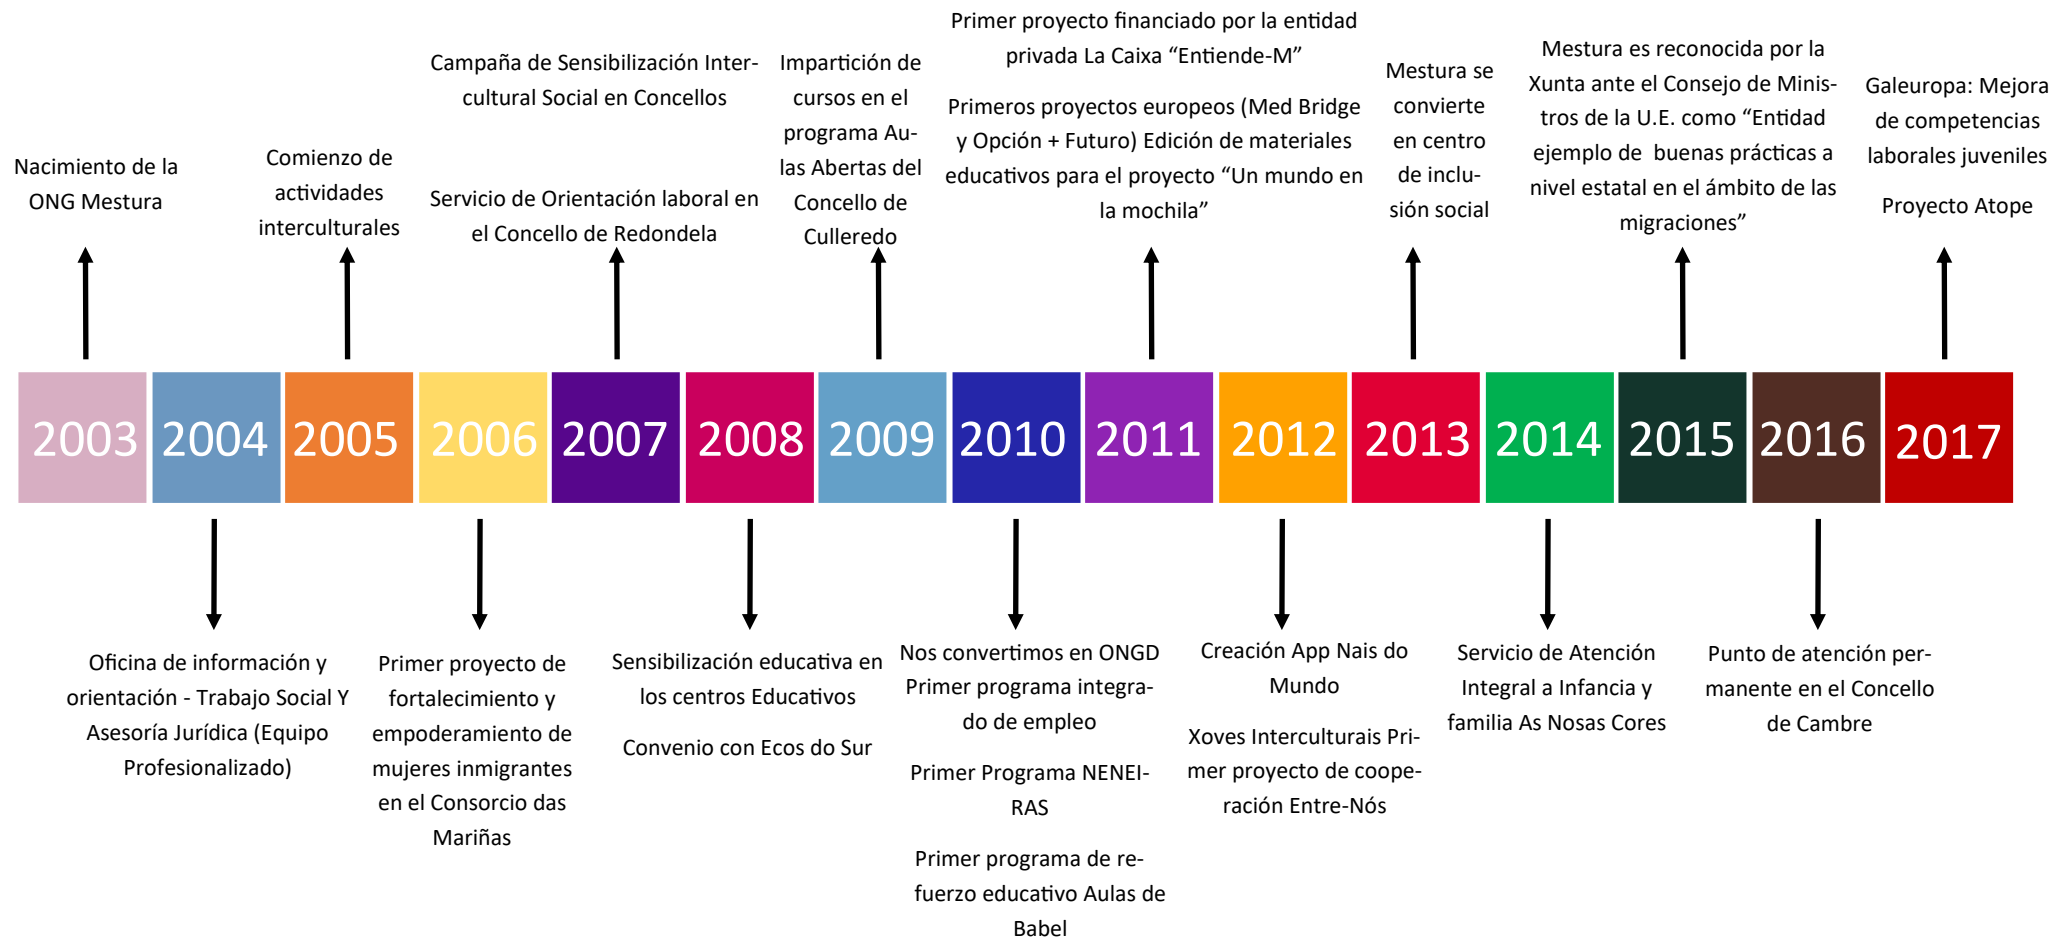 Nacimiento de la
ONG Mestura
Comienzo de
actividades
interculturales
Campaña de Sensibilización Inter-
cultural Social en Concellos
Servicio de Orientación laboral en
el Concello de Redondela
Impartición de
cursos en el
programa Au-
las Abertas del
Concello de
Culleredo
Primer proyecto financiado por la entidad
privada La Caixa “Entiende-M”
Primeros proyectos europeos (Med Bridge
y Opción + Futuro) Edición de materiales
educativos para el proyecto “Un mundo en
la mochila”
Mestura se
convierte
en centro
de inclu-
sión social
Mestura es reconocida por la
Xunta ante el Consejo de Minis-
tros de la U.E. como “Entidad
ejemplo de  buenas prácticas a
nivel estatal en el ámbito de las
migraciones”
Galeuropa: Mejora
de competencias
laborales juveniles
Proyecto Atope
2003 2004 2005 2006 2007 2008 2009 2010 2011 2012 2013 2014 2015 2016 2017
Oficina de información y
orientación - Trabajo Social Y
Asesoría Jurídica (Equipo
Profesionalizado)
Primer proyecto de
fortalecimiento y
empoderamiento de
mujeres inmigrantes
en el Consorcio das
Mariñas
Sensibilización educativa en
los centros Educativos
Convenio con Ecos do Sur
Nos convertimos en ONGD
Primer programa integra-
do de empleo
Primer Programa NENEI-
RAS
Primer programa de re-
fuerzo educativo Aulas de
Babel
Creación App Nais do
Mundo
Xoves Interculturais Pri-
mer proyecto de coope-
ración Entre-Nós
Servicio de Atención
Integral a Infancia y
familia As Nosas Cores
Punto de atención per-
manente en el Concello
de Cambre